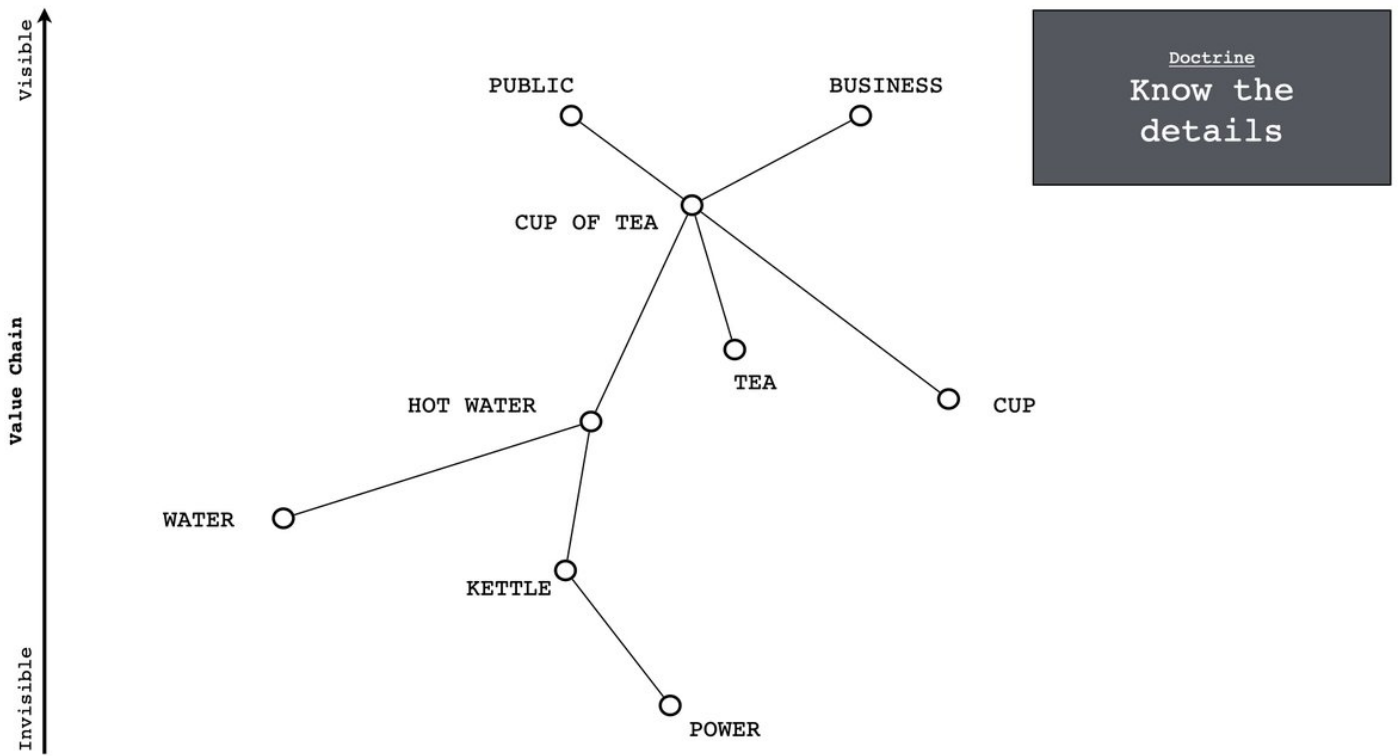 Visible
Value Chain
Invisible
PUBLIC
BUSINESS
CUP OF TEA
TEA
HOT WATER
CUP
WATER
KETTLE
POWER
Doctrine
Know the
details